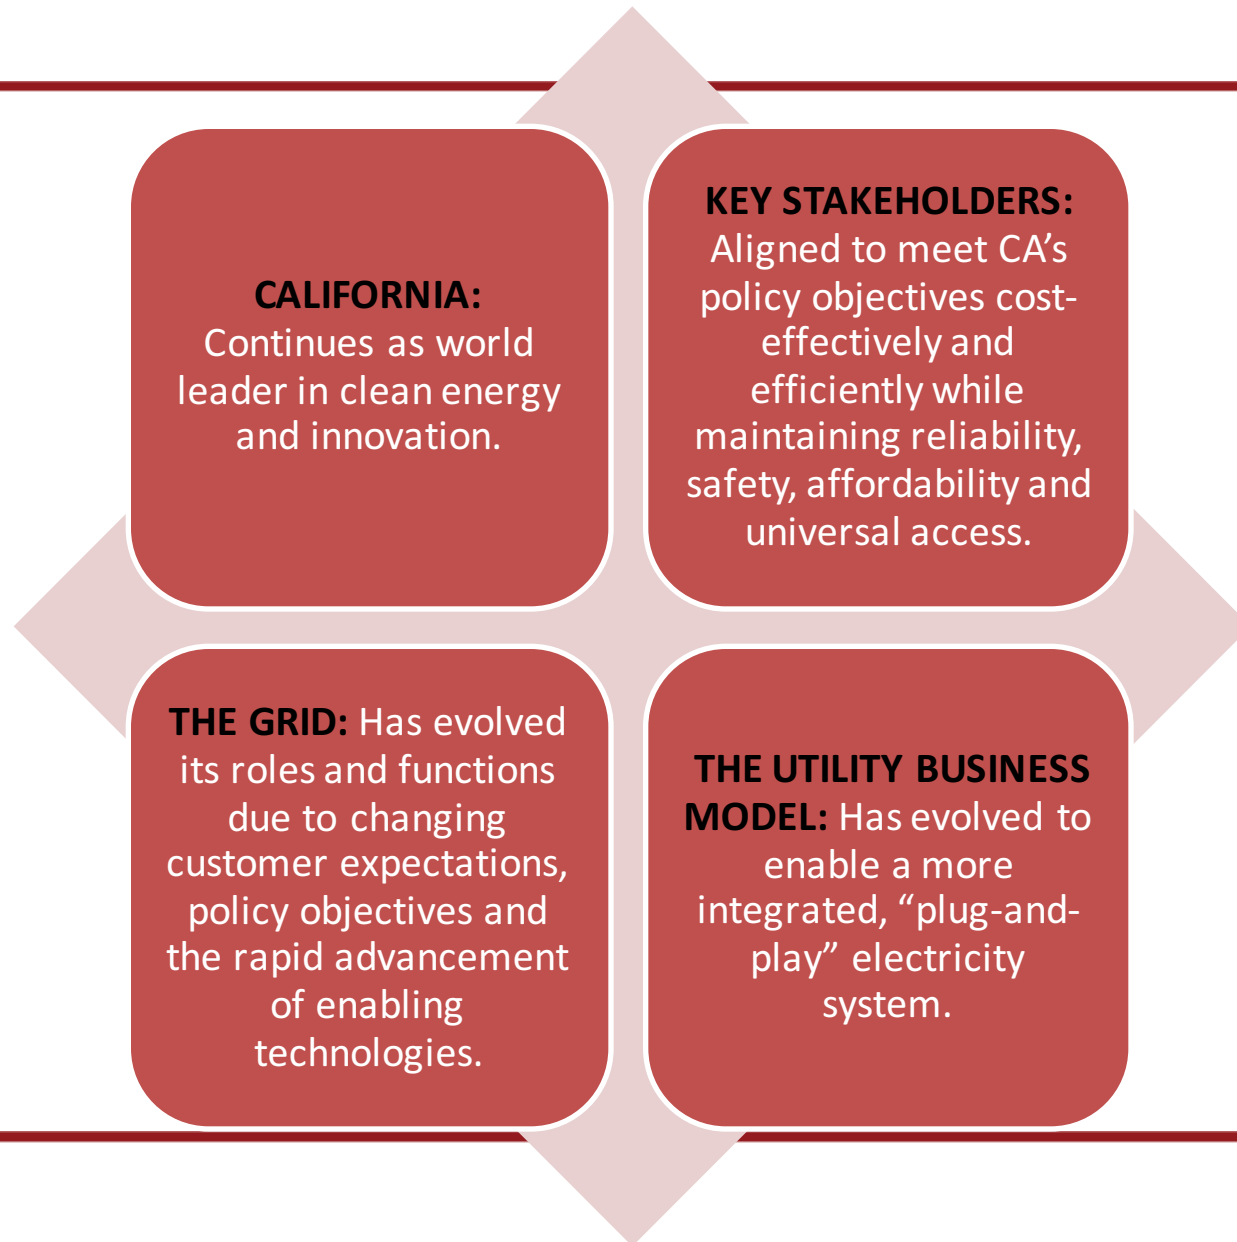 CALIFORNIA:
Continues as world
leader in clean energy
and innovation.
KEY STAKEHOLDERS:
Aligned to meet CA’s
policy objectives cost-
effectively and
efficiently while
maintaining reliability,
safety, affordability and
universal access.
THE GRID: Has evolved
its roles and functions
due to changing
customer expectations,
policy objectives and
the rapid advancement
of enabling
technologies.
THE UTILITY BUSINESS
MODEL: Has evolved to
enable a more
integrated, “plug-and-
play” electricity
system.